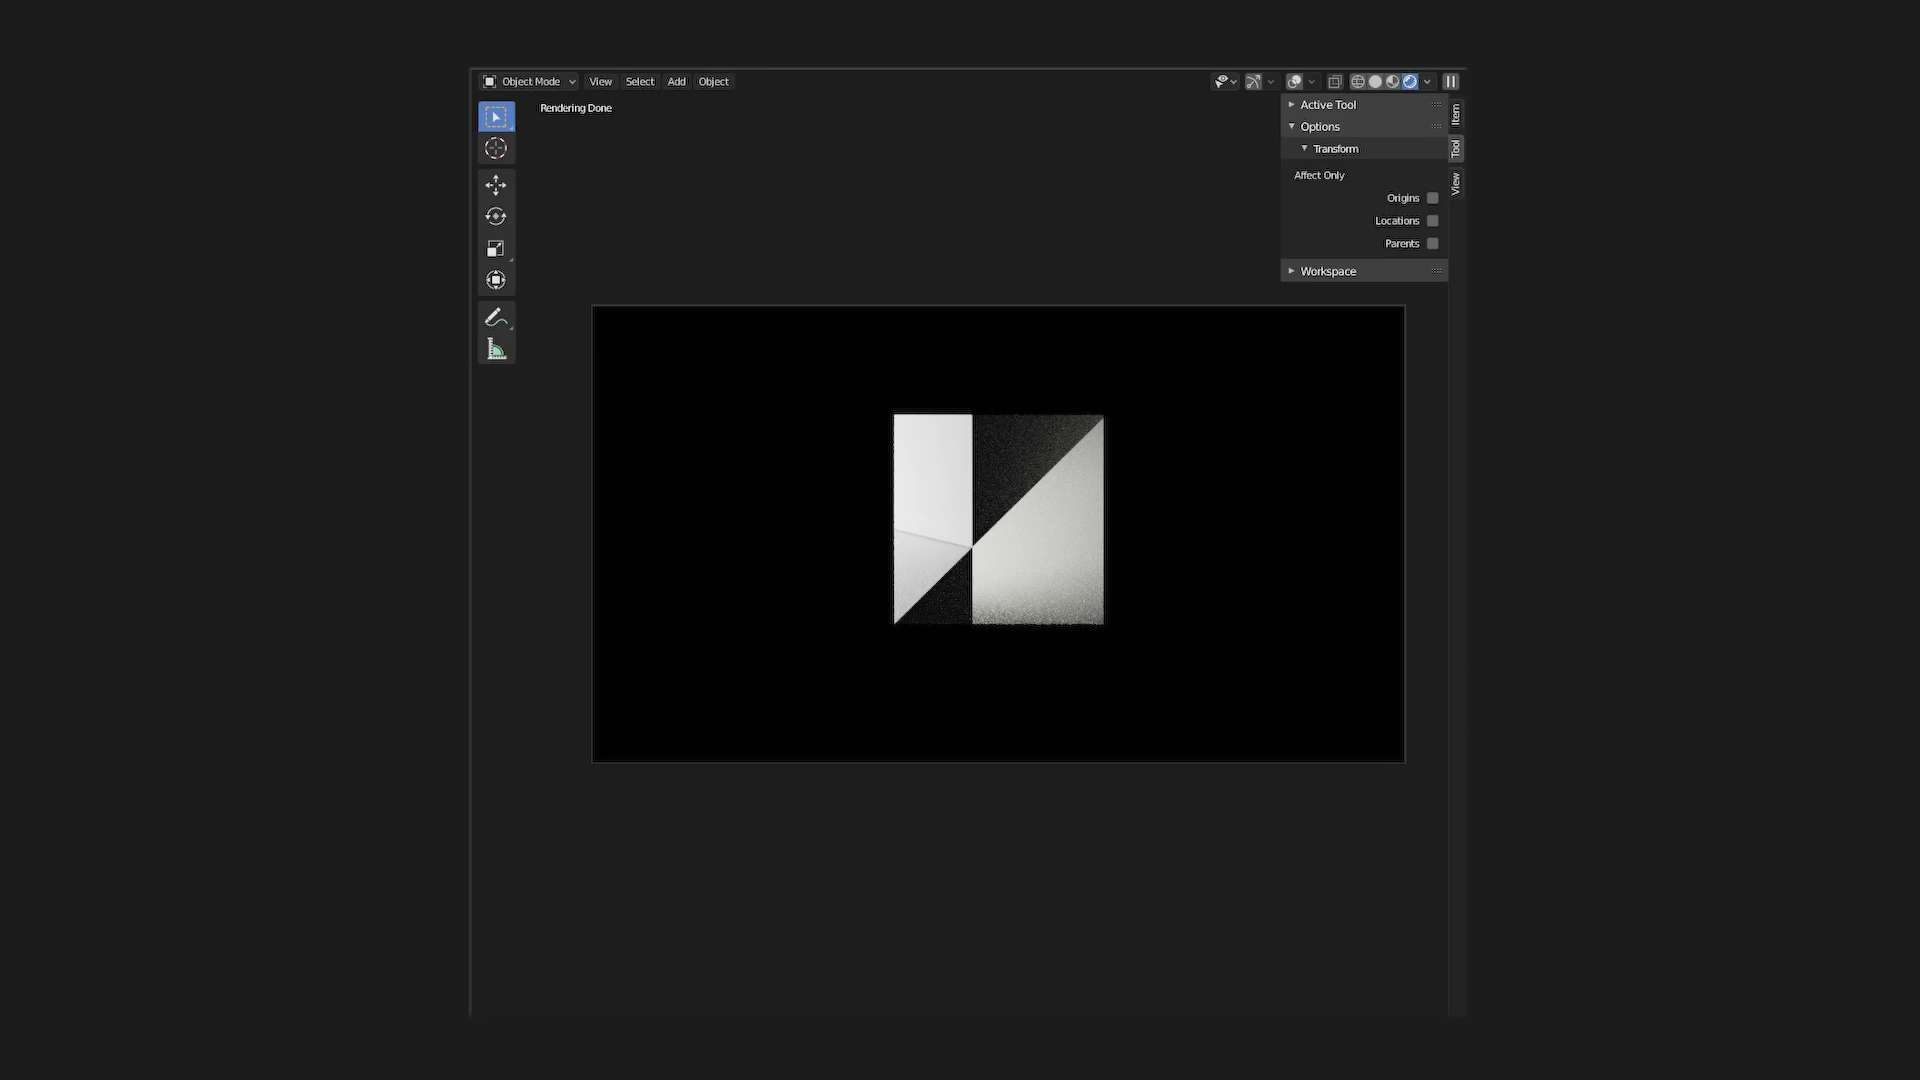 Object Mode View Select Add Object
Rendering Done
Active Tool
Options
Transform
Affect Only
Origins
Locations
Parents
Workspace
Item
Tool
View